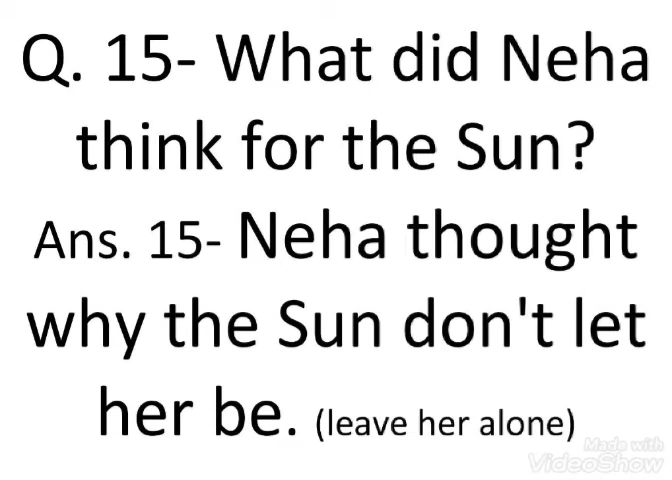 Q. 15- What did Neha
think for the Sun?
Ans. 15- Neha thought
why the Sun don't let
her be. (leave her alone)
Made with
VideoShow